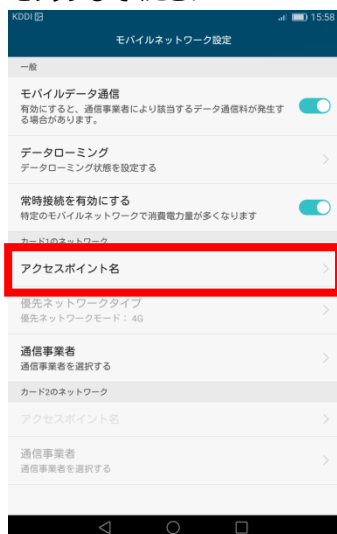 KDDI 15:58
モバイルネットワーク設定
一般
モバイルデータ通信
有効にすると、通信事業者により該当するデータ通信料が発生す
る場合があります。
データローミング
データローミング状態を設定する
常時接続を有効にする
特定のモバイルネットワークで消費電力量が多くなります
カード1のネットワーク
アクセスポイント名
優先ネットワークタイプ
優先ネットワークモード： 4G
通信事業者
通信事業者を選択する
カード2のネットワーク
アクセスポイント名
通信事業者
通信事業者を選択する